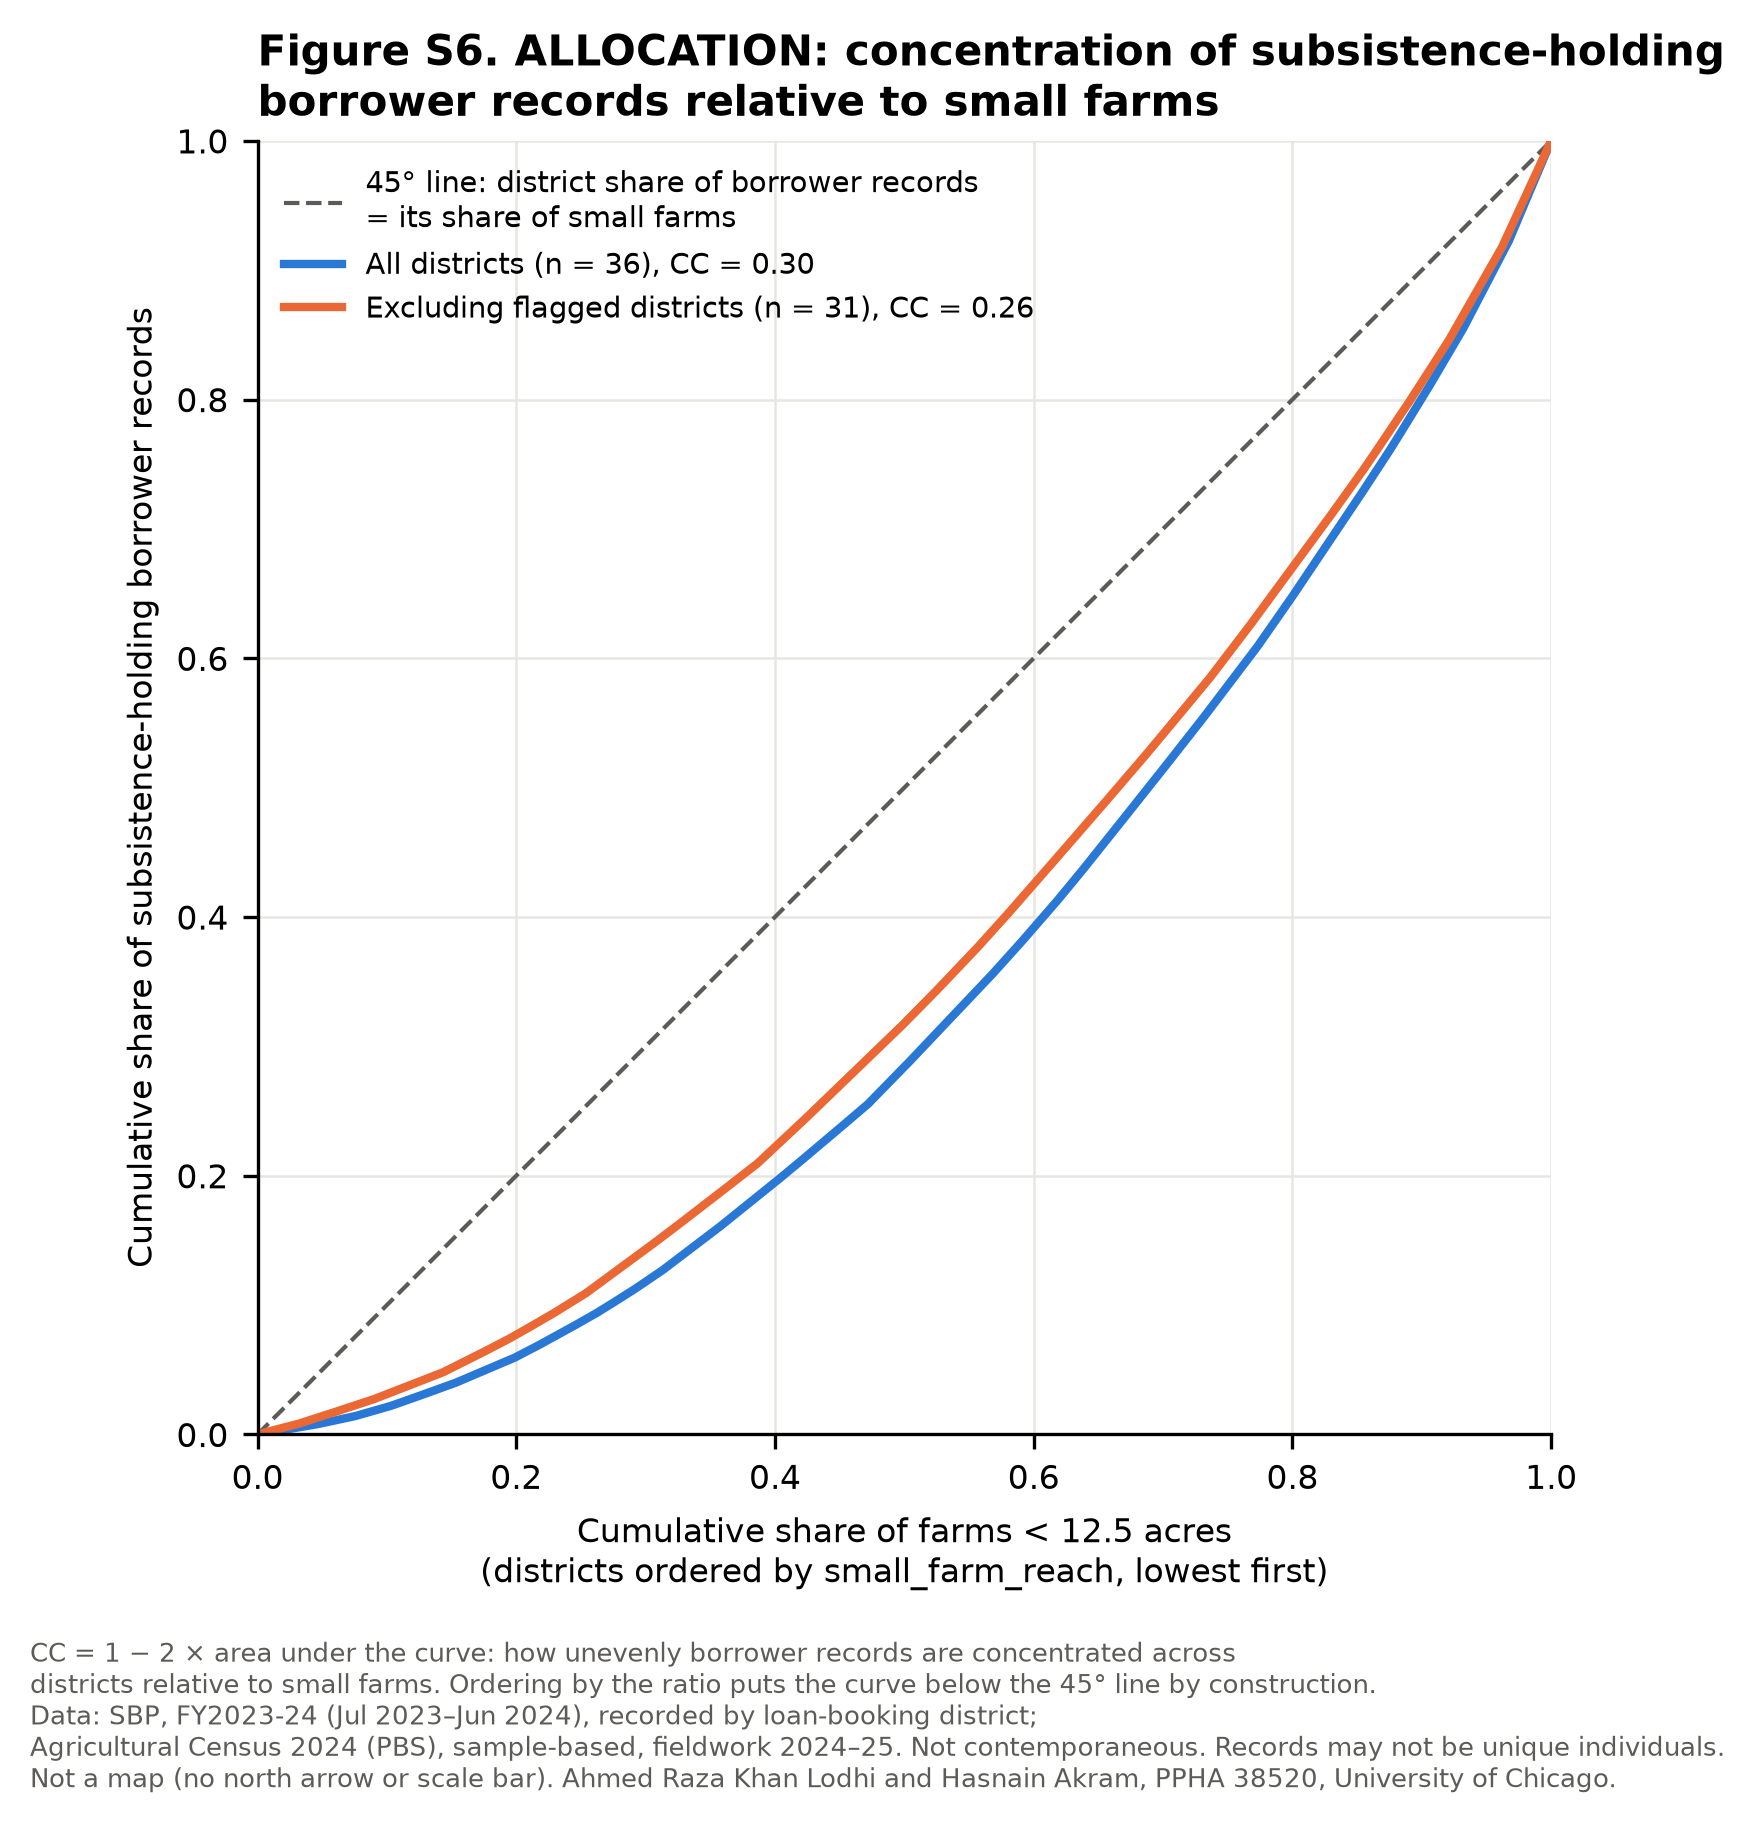 Figure S6. ALLOCATION: concentration of subsistence-holding
borrower records relative to small farms
45° line: district share of borrower records
= its share of small farms
All districts (n = 36), CC = 0.30
Excluding flagged districts (n = 31), CC = 0.26
Cumulative share of subsistence-holding borrower records
1.0
0.8
0.6
0.4
0.2
0.0
0.0 0.2 0.4 0.6 0.8 1.0
Cumulative share of farms < 12.5 acres
(districts ordered by small_farm_reach, lowest first)
CC = 1 − 2 × area under the curve: how unevenly borrower records are concentrated across
districts relative to small farms. Ordering by the ratio puts the curve below the 45° line by construction.
Data: SBP, FY2023-24 (Jul 2023–Jun 2024), recorded by loan-booking district;
Agricultural Census 2024 (PBS), sample-based, fieldwork 2024–25. Not contemporaneous. Records may not be unique individuals.
Not a map (no north arrow or scale bar). Ahmed Raza Khan Lodhi and Hasnain Akram, PPHA 38520, University of Chicago.